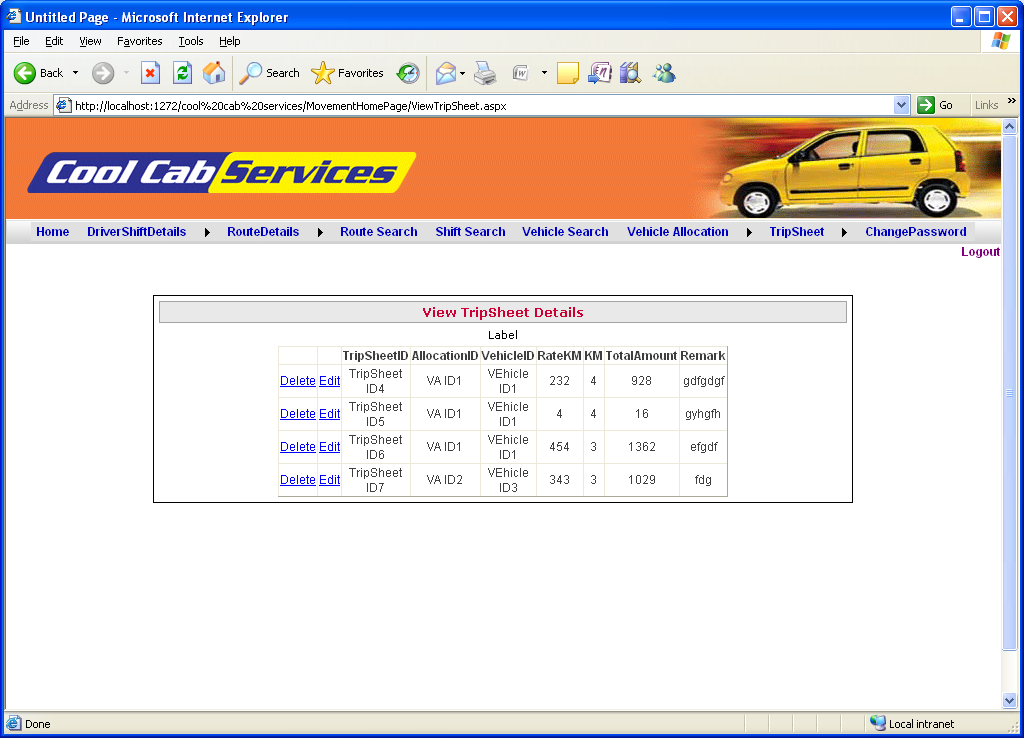 Untitled Page - Microsoft Internet Explorer
File Edit View Favorites Tools Help
Back Search Favorites
Address http://localhost:1272/cool%20cab%20services/MovementHomePage/ViewTripSheet.aspx Go Links »
Cool Cab Services
Home DriverShiftDetails RouteDetails Route Search Shift Search Vehicle Search Vehicle Allocation TripSheet ChangePassword
Logout
View TripSheet Details
Label
TripSheetID AllocationID VehicleID RateKM KM TotalAmount Remark
Delete Edit TripSheet ID4 VA ID1 VEhicle ID1 232 4 928 gdfgdgf
Delete Edit TripSheet ID5 VA ID1 VEhicle ID1 4 4 16 gyhgfh
Delete Edit TripSheet ID6 VA ID1 VEhicle ID1 454 3 1362 efgdf
Delete Edit TripSheet ID7 VA ID2 VEhicle ID3 343 3 1029 fdg
Done Local intranet